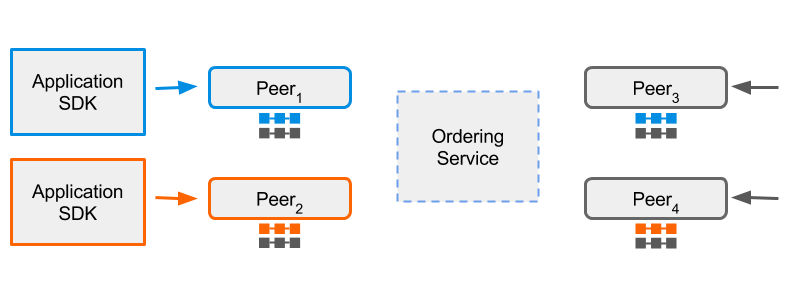 Application
SDK
Peer1
Ordering
Service
Peer3
Application
SDK
Peer2
Peer4